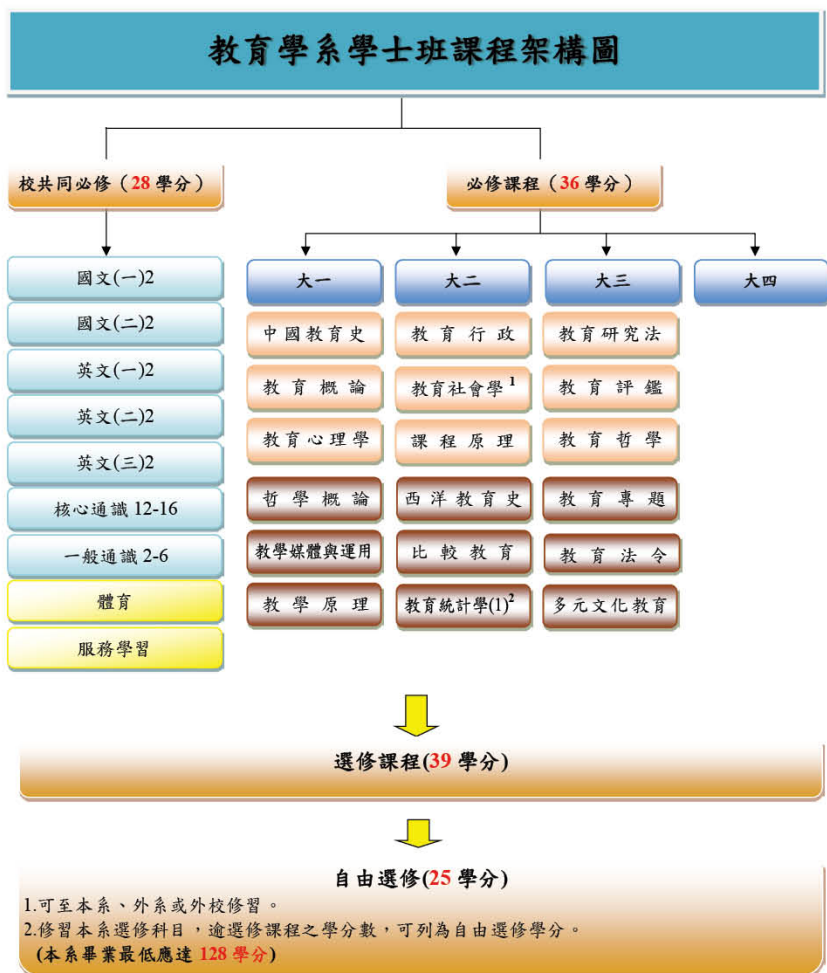 教育學系學士班課程架構圖
校共同必修（28 學分）
必修課程（36 學分）
國文(一)2
國文(二)2
英文(一)2
英文(二)2
英文(三)2
核心通識 12-16
一般通識 2-6
體育
服務學習
大一
大二
大三
大四
中國教育史
教育行政
教育研究法
教育概論
教育社會學1
教育評鑑
教育心理學
課程原理
教育哲學
哲學概論
西洋教育史
教育專題
教學媒體與運用
比較教育
教育法令
教學原理
教育統計學(1)2
多元文化教育
選修課程(39 學分)
自由選修(25 學分)
1.可至本系、外系或外校修習。
2.修習本系選修科目，逾選修課程之學分數，可列為自由選修學分。
(本系畢業最低應達 128 學分)